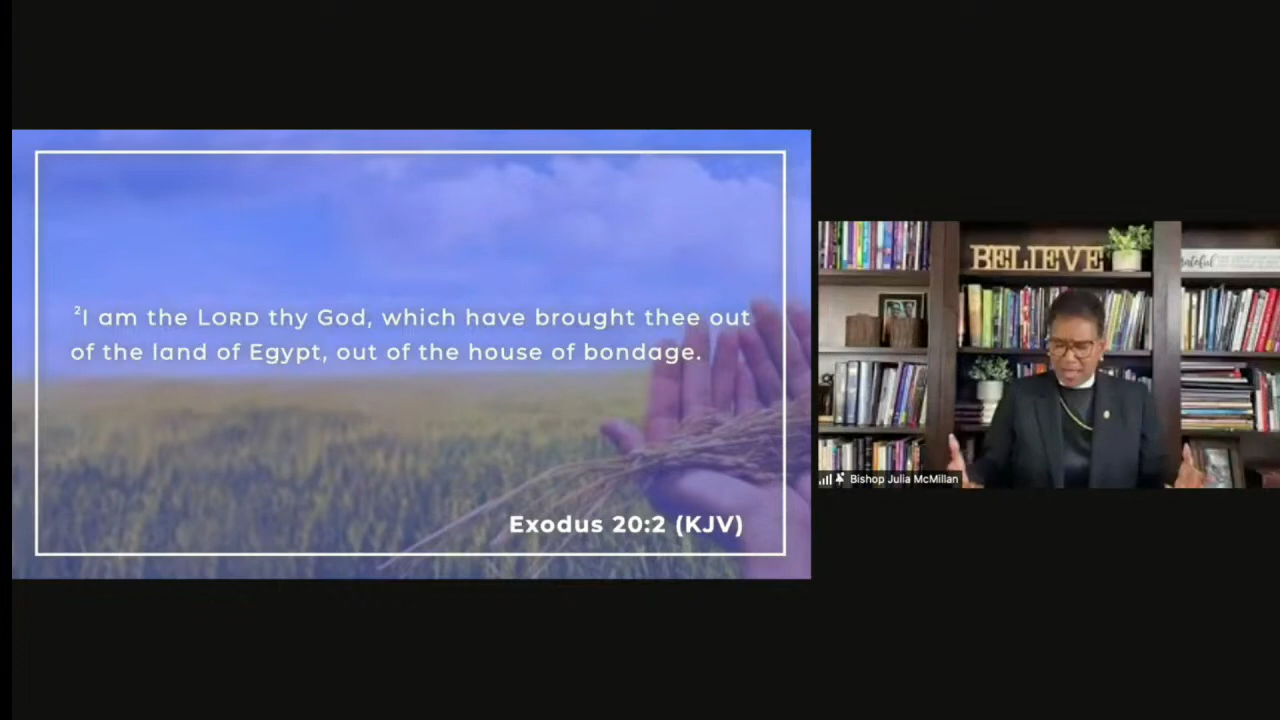 ²I am the LORD thy God, which have brought thee out
of the land of Egypt, out of the house of bondage.
Exodus 20:2 (KJV)
BELIEVE
grateful
Bishop Julia McMillan